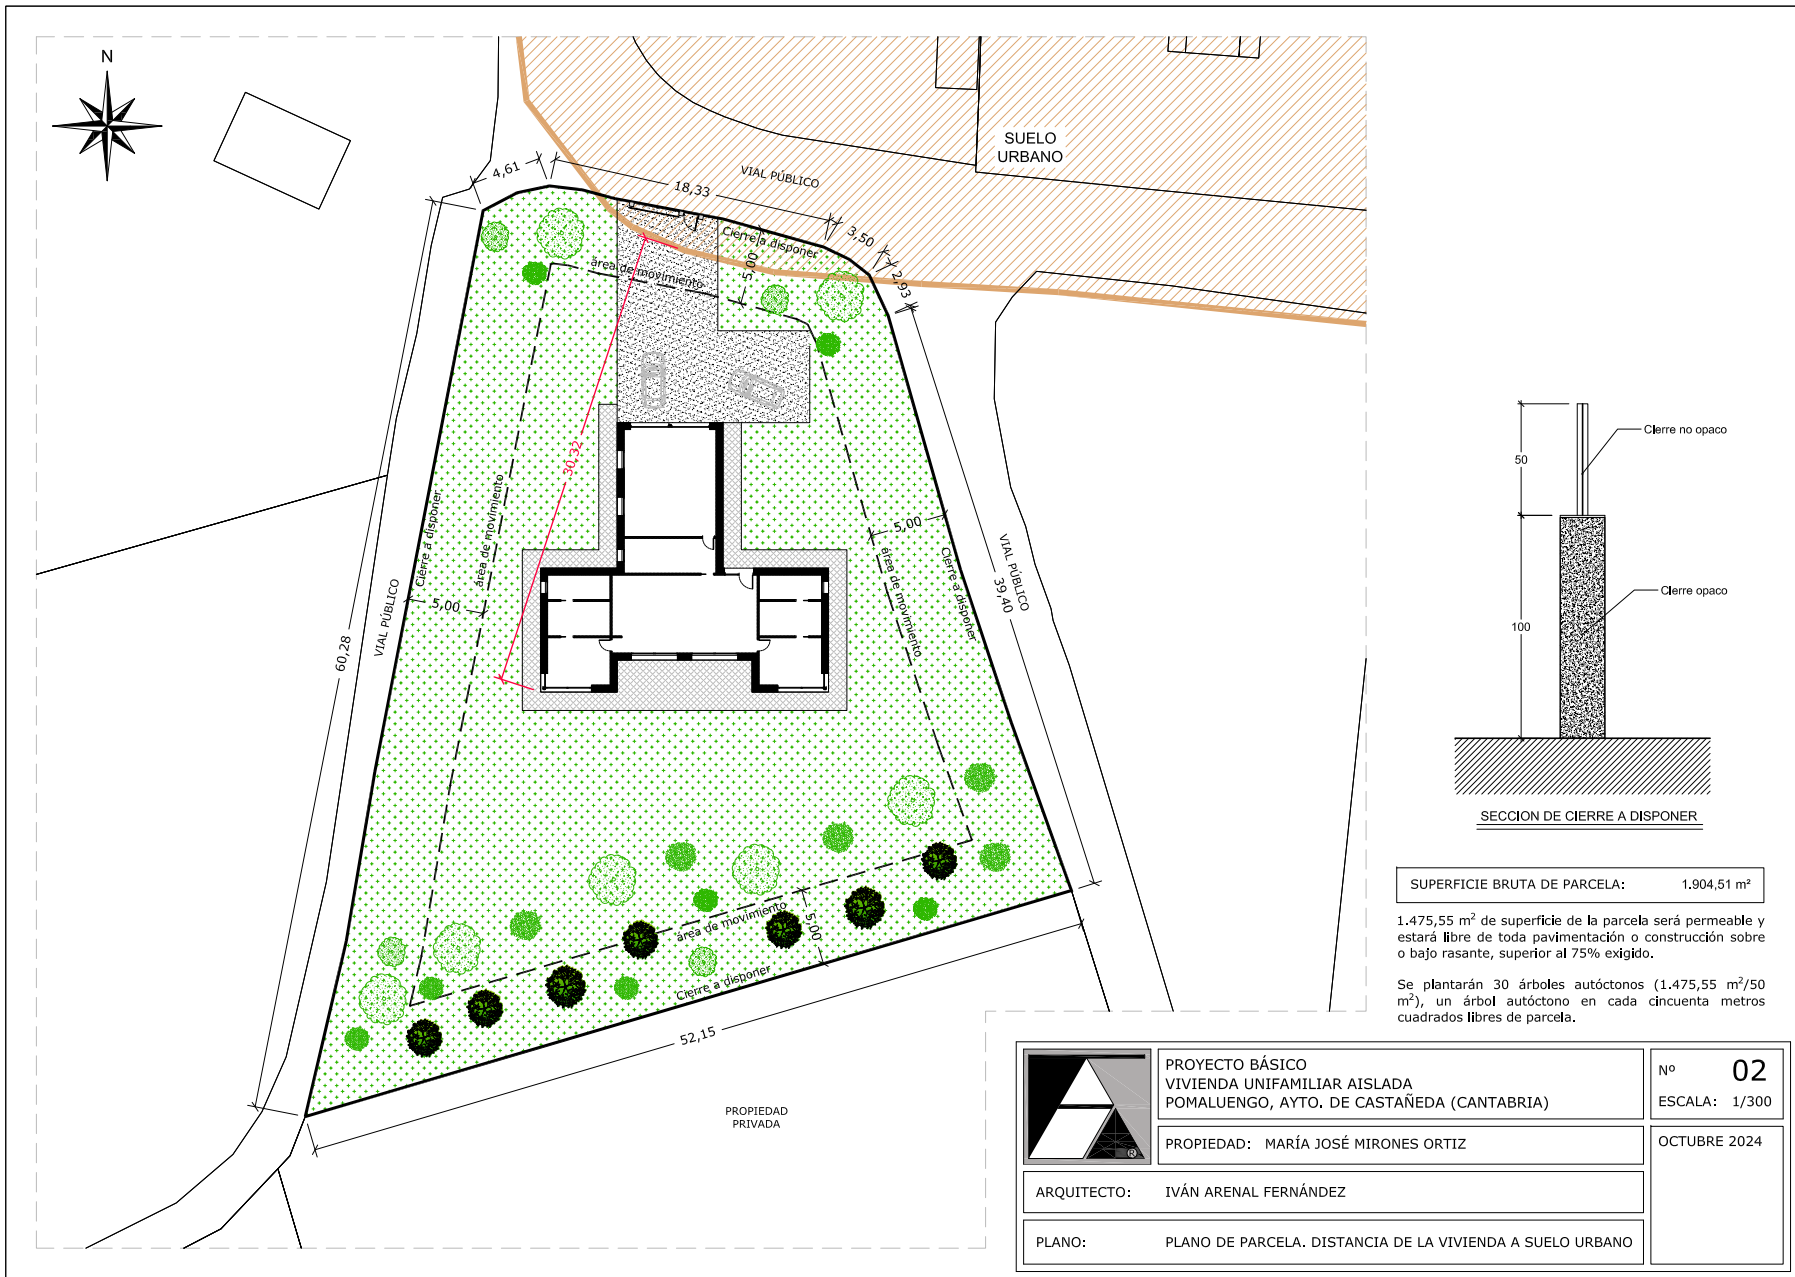 N
SUELO
URBANO
VIAL PÚBLICO
4,61
18,33
3,50
2,93
Cierre a disponer
área de movimiento
5,00
30,32
área de movimiento
Cierre a disponer
5,00
VIAL PÚBLICO
60,28
5,00
área de movimiento
Cierre a disponer
VIAL PÚBLICO
39,40
área de movimiento
5,00
Cierre a disponer
52,15
PROPIEDAD
PRIVADA
50
100
CIerre no opaco
CIerre opaco
SECCION DE CIERRE A DISPONER
SUPERFICIE BRUTA DE PARCELA: 1.904,51 m²
1.475,55 m² de superficie de la parcela será permeable y
estará libre de toda pavimentación o construcción sobre
o bajo rasante, superior al 75% exigido.
Se plantarán 30 árboles autóctonos (1.475,55 m²/50
m²), un árbol autóctono en cada cincuenta metros
cuadrados libres de parcela.
PROYECTO BÁSICO
VIVIENDA UNIFAMILIAR AISLADA
POMALUENGO, AYTO. DE CASTAÑEDA (CANTABRIA)
Nº 02
ESCALA: 1/300
PROPIEDAD: MARÍA JOSÉ MIRONES ORTIZ
OCTUBRE 2024
®
ARQUITECTO: IVÁN ARENAL FERNÁNDEZ
PLANO: PLANO DE PARCELA. DISTANCIA DE LA VIVIENDA A SUELO URBANO